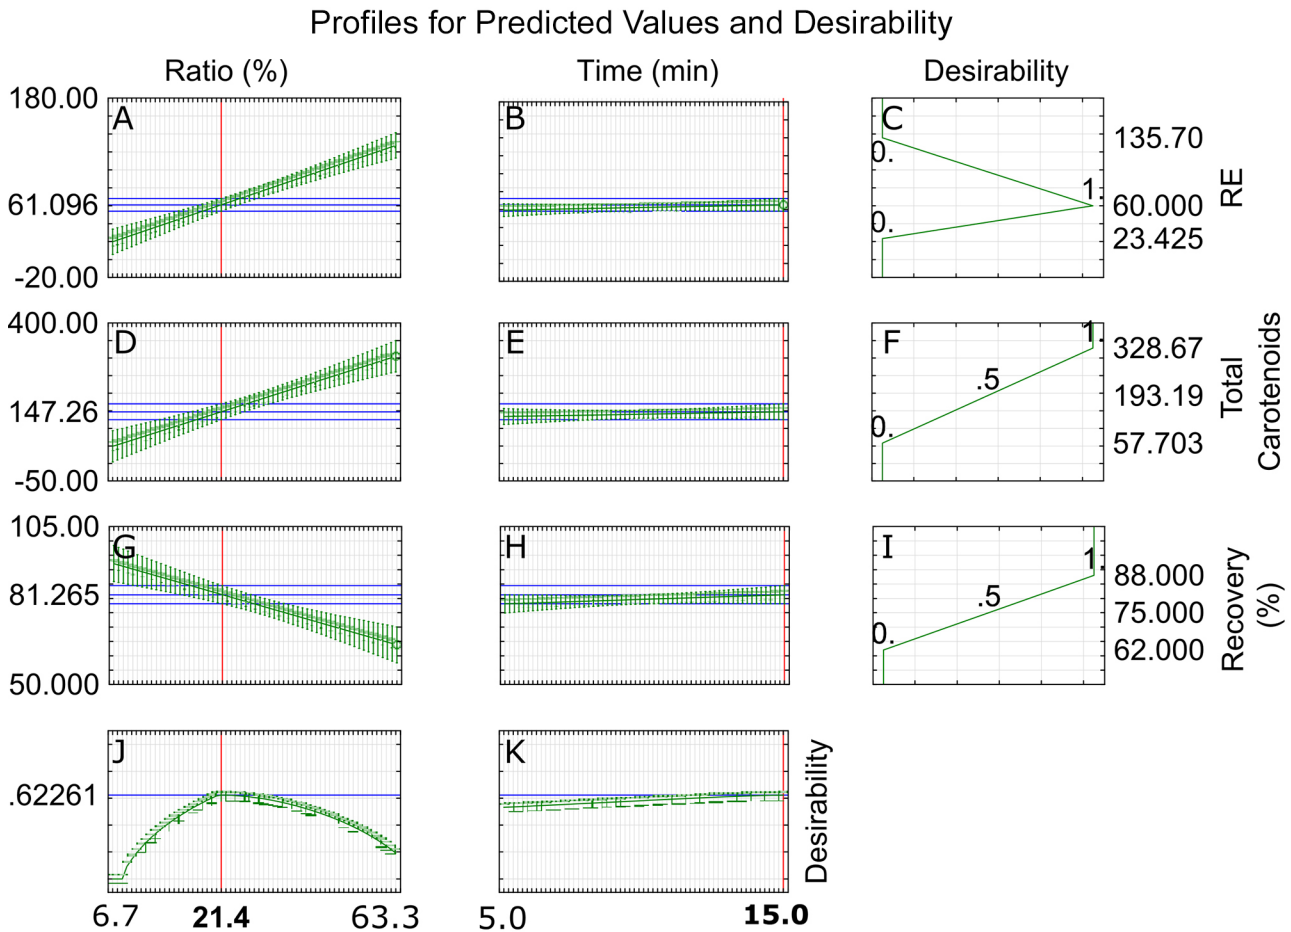 Profiles for Predicted Values and Desirability
Ratio (%)
Time (min)
Desirability
180.00
61.096
-20.00
A
B
C
0.
1.
0.
135.70
60.000
23.425
RE
400.00
147.26
-50.00
D
E
F
1.
.5
0.
328.67
193.19
57.703
Total
Carotenoids
105.00
81.265
50.000
G
H
I
1.
.5
0.
88.000
75.000
62.000
Recovery
(%)
J
K
.62261
Desirability
6.7
21.4
63.3
5.0
15.0